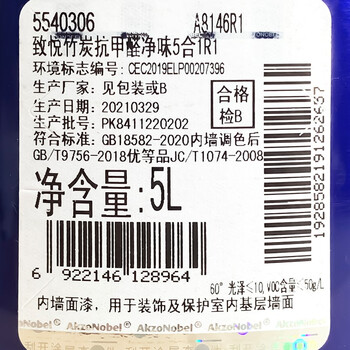 5540306 A8146R1
致悦竹炭抗甲醛净味5合1R1
环境标志编号: CEC2019ELP00207396
生产厂家: 见包装或B
生产日期: 20210329
生产批号: PK8411220202
合格
检B
符合标准: GB18582-2020内墙调色后
GB/T9756-2018优等品JC/T1074-2008
净含量: 5L
6 922146 128964
60° 光泽≤10, VOC含量≤50g/L
内墙面漆，用于装饰及保护室内基层墙面
AkzoNobel AkzoNobel AkzoNobel AkzoNobel